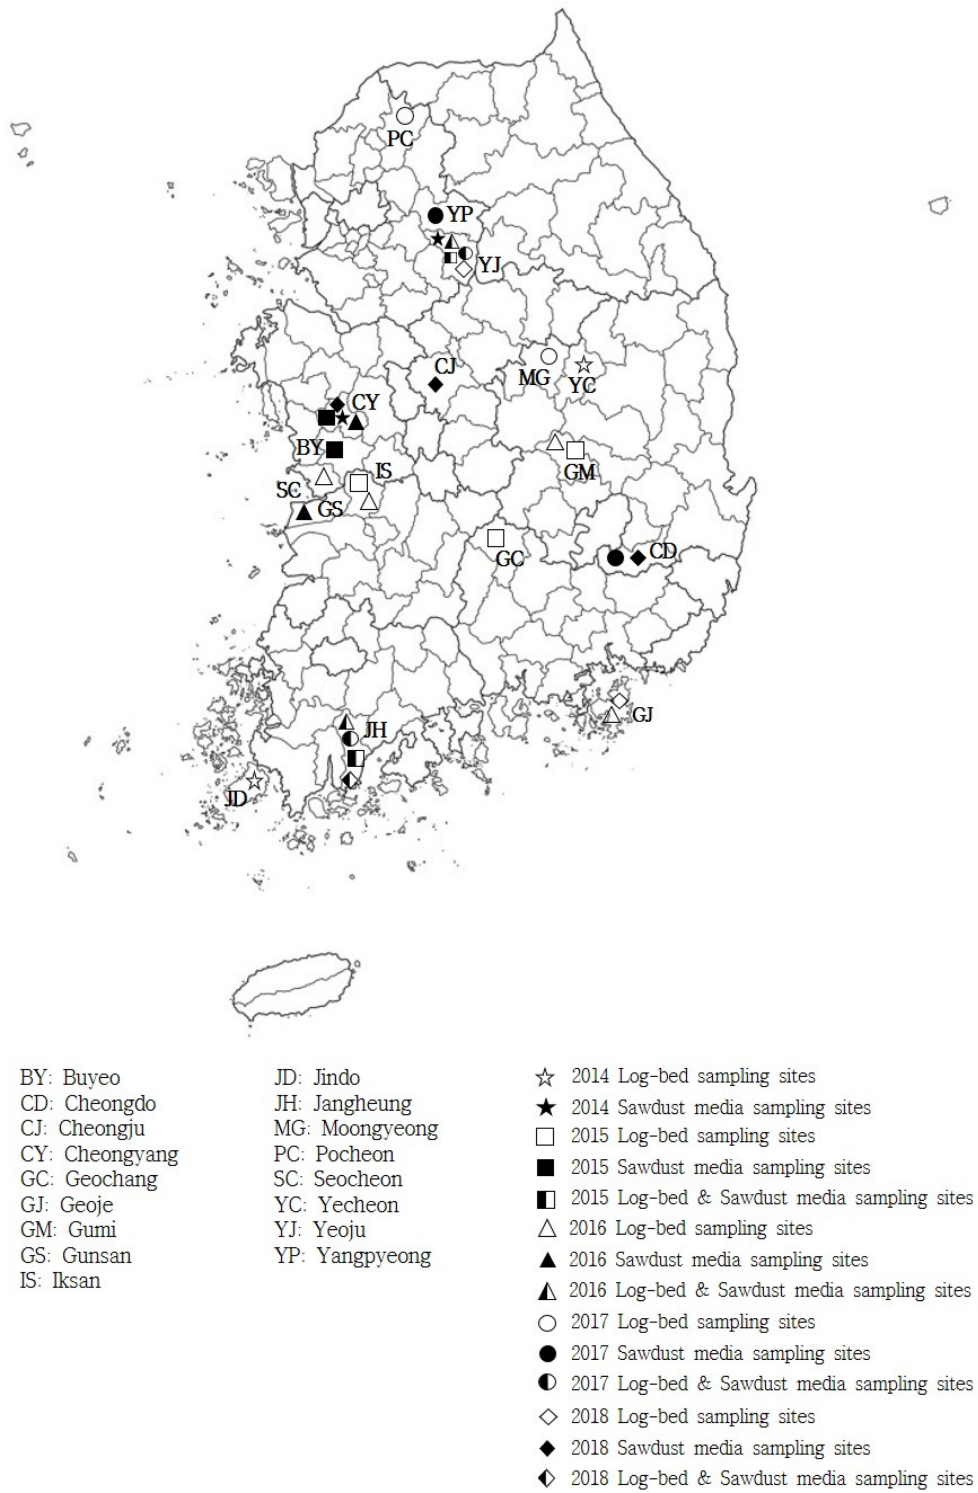 PC
YP
YJ
CJ
MG
YC
CY
BY
GM
IS
SC
GS
GC
CD
GJ
JH
JD
BY: Buyeo
CD: Cheongdo
CJ: Cheongju
CY: Cheongyang
GC: Geochang
GJ: Geoje
GM: Gumi
GS: Gunsan
IS: Iksan
JD: Jindo
JH: Jangheung
MG: Moongyeong
PC: Pocheon
SC: Seocheon
YC: Yecheon
YJ: Yeoju
YP: Yangpyeong
2014 Log-bed sampling sites
2014 Sawdust media sampling sites
2015 Log-bed sampling sites
2015 Sawdust media sampling sites
2015 Log-bed & Sawdust media sampling sites
2016 Log-bed sampling sites
2016 Sawdust media sampling sites
2016 Log-bed & Sawdust media sampling sites
2017 Log-bed sampling sites
2017 Sawdust media sampling sites
2017 Log-bed & Sawdust media sampling sites
2018 Log-bed sampling sites
2018 Sawdust media sampling sites
2018 Log-bed & Sawdust media sampling sites